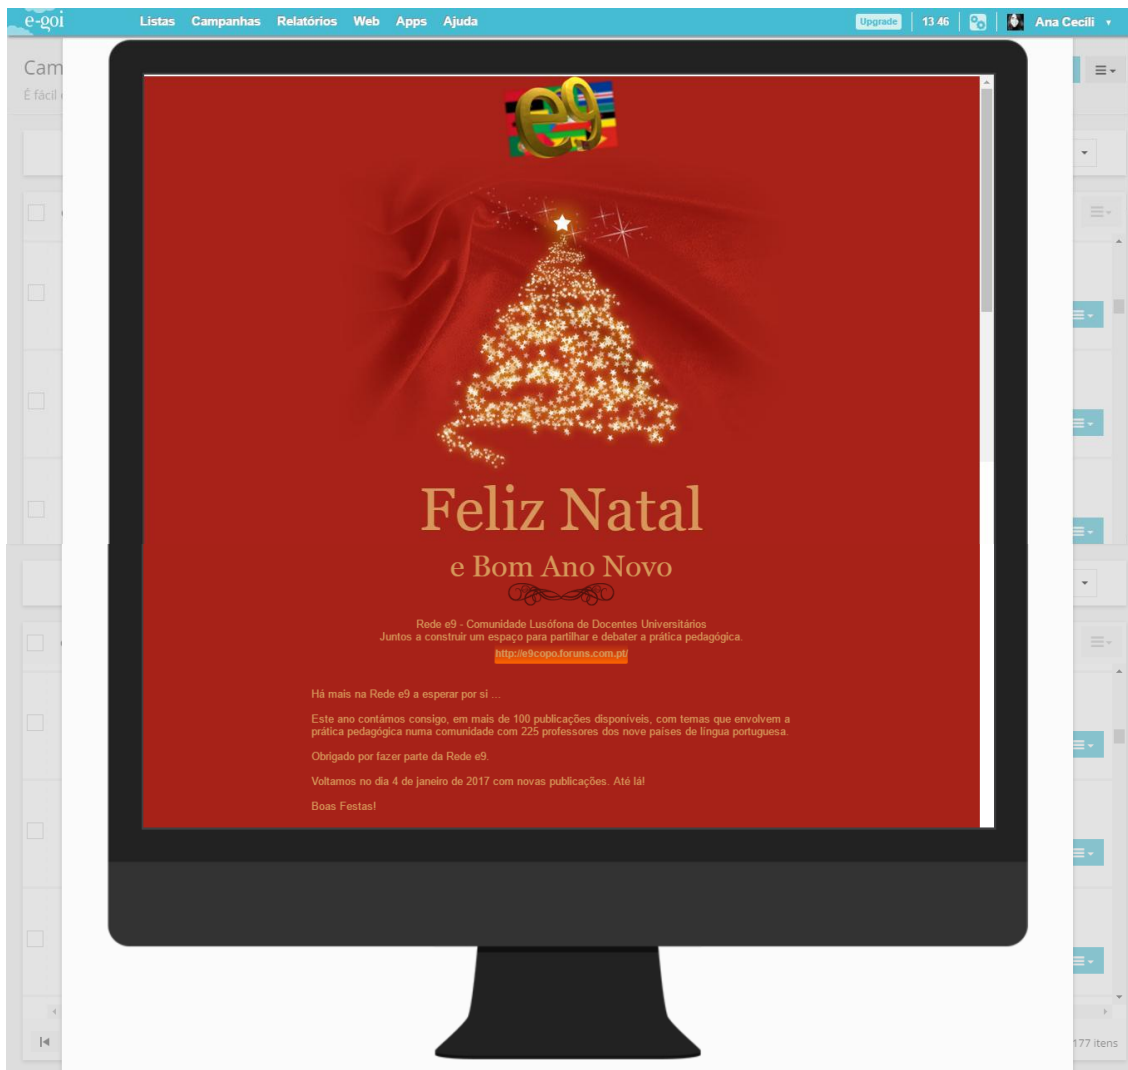 e-goi
Listas Campanhas Relatórios Web Apps Ajuda
Upgrade 13 46 Ana Cecili
Cam
É fácil
e9
Feliz Natal
e Bom Ano Novo
Rede e9 - Comunidade Lusófona de Docentes Universitários
Juntos a construir um espaço para partilhar e debater a prática pedagógica.
http://e9copo.foruns.com.pt/
Há mais na Rede e9 a esperar por si ...
Este ano contámos consigo, em mais de 100 publicações disponíveis, com temas que envolvem a
prática pedagógica numa comunidade com 225 professores dos nove países de língua portuguesa.
Obrigado por fazer parte da Rede e9.
Voltamos no dia 4 de janeiro de 2017 com novas publicações. Até lá!
Boas Festas!
177 itens